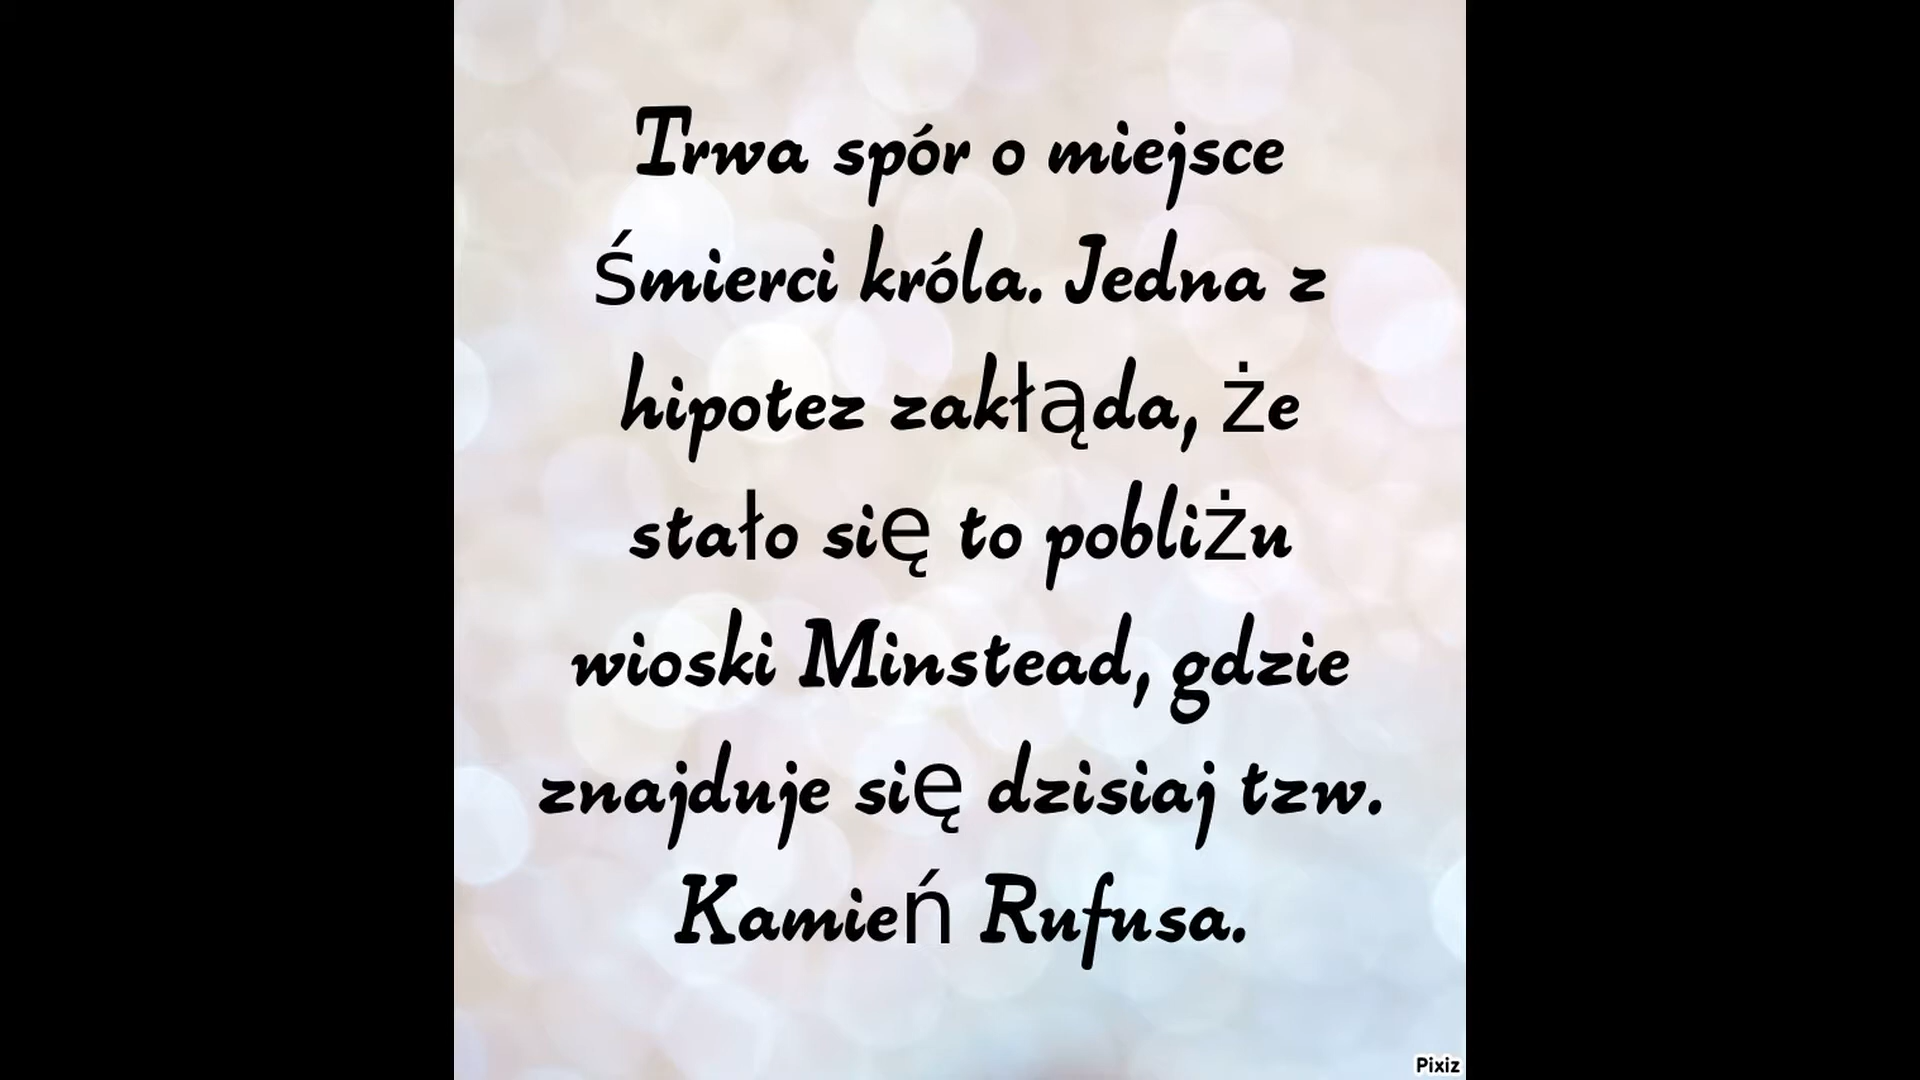 Trwa spór o miejsce
śmierci króla. Jedna z
hipotez zakłąda, że
stało się to pobliżu
wioski Minstead, gdzie
znajduje się dzisiaj tzw.
Kamień Rufusa.
Pixiz